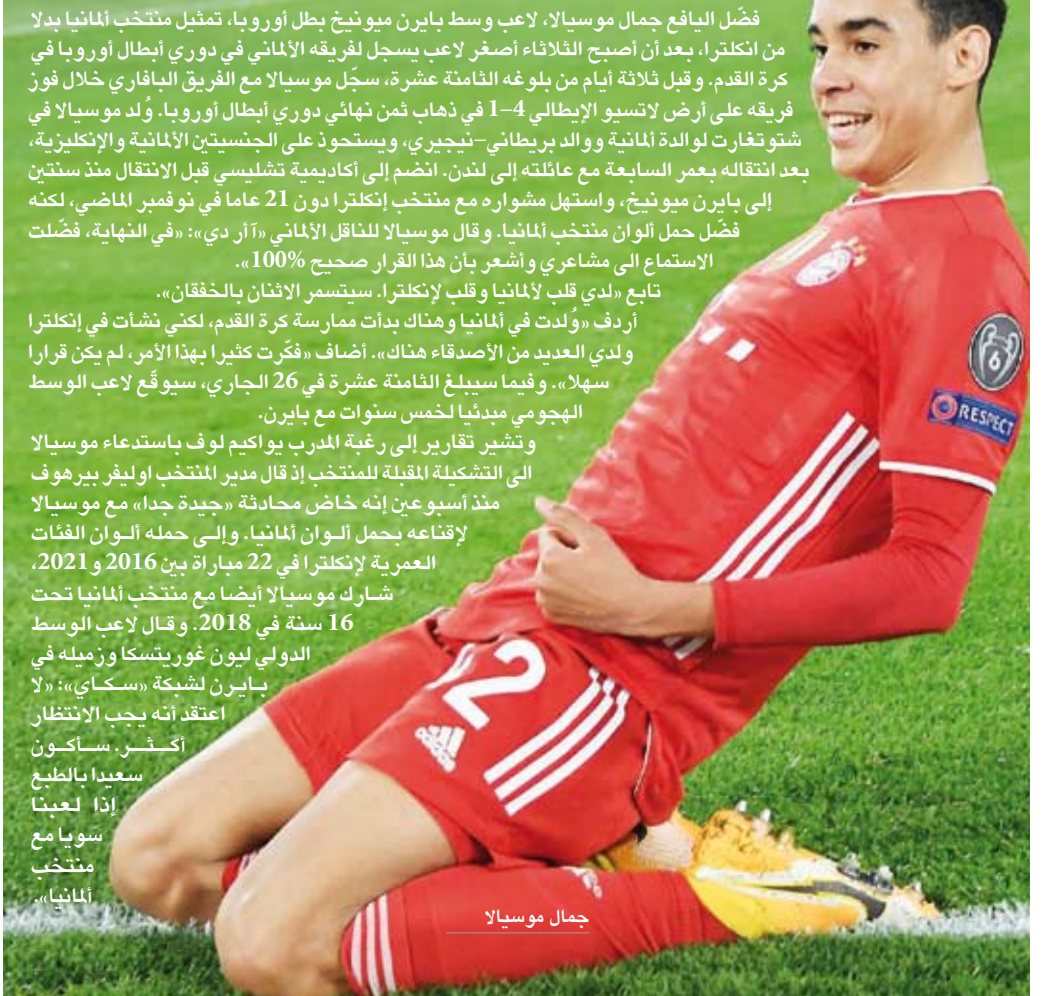 فضّل اليافع جمال موسيالا، لاعب وسط بايرن ميونيخ بطل أوروبا، تمثيل منتخب ألمانيا بدلا
من انكلترا، بعد أن أصبح الثلاثاء أصغر لاعب يسجل لفريقه الألماني في دوري أبطال أوروبا في
كرة القدم. وقبل ثلاثة أيام من بلوغه الثامنة عشرة، سجّل موسيالا مع الفريق البافاري خلال فوز
فريقه على أرض لاتسيو الإيطالي 4–1 في ذهاب ثمن نهائي دوري أبطال أوروبا. وُلد موسيالا في
شتوتغارت لوالدة ألمانية ووالد بريطاني–نيجيري، ويستحوذ على الجنسيتين الألمانية والإنكليزية،
بعد انتقاله بعمر السابعة مع عائلته إلى لندن. انضم إلى أكاديمية تشلسي قبل الانتقال منذ سنتين
إلى بايرن ميونيخ، واستهل مشواره مع منتخب إنكلترا دون 21 عاما في نوفمبر الماضي، لكنه
فضّل حمل ألوان منتخب ألمانيا. وقال موسيالا للناقل الألماني «آ آر دي»: «في النهاية، فضّلت
الاستماع الى مشاعري وأشعر بأن هذا القرار صحيح 100%».
تابع «لدي قلب لألمانيا وقلب لإنكلترا. سيتسمر الاثنان بالخفقان».
أردف «وُلدت في ألمانيا وهناك بدأت ممارسة كرة القدم، لكني نشأت في إنكلترا
ولدي العديد من الأصدقاء هناك». أضاف «فكّرت كثيرا بهذا الأمر، لم يكن قرارا
سهلا». وفيما سيبلغ الثامنة عشرة في 26 الجاري، سيوقّع لاعب الوسط
الهجومي مبدئيا لخمس سنوات مع بايرن.
وتشير تقارير إلى رغبة المدرب يواكيم لوف باستدعاء موسيالا
الى التشكيلة المقبلة للمنتخب إذ قال مدير المنتخب اوليفر بيرهوف
منذ أسبوعين إنه خاض محادثة «جيدة جدا» مع موسيالا
لإقناعه بحمل ألوان ألمانيا. وإلى حمله ألوان الفئات
العمرية لإنكلترا في 22 مباراة بين 2016 و2021،
شارك موسيالا أيضا مع منتخب ألمانيا تحت
16 سنة في 2018. وقال لاعب الوسط
الدولي ليون غوريتسكا وزميله في
بايرن لشبكة «سكاي»: «لا
اعتقد أنه يجب الانتظار
أكثر. سأكون
سعيدا بالطبع
إذا لعبنا
سويا مع
منتخب
ألمانيا».
جمال موسيالا
6
RESPECT
2
adidas